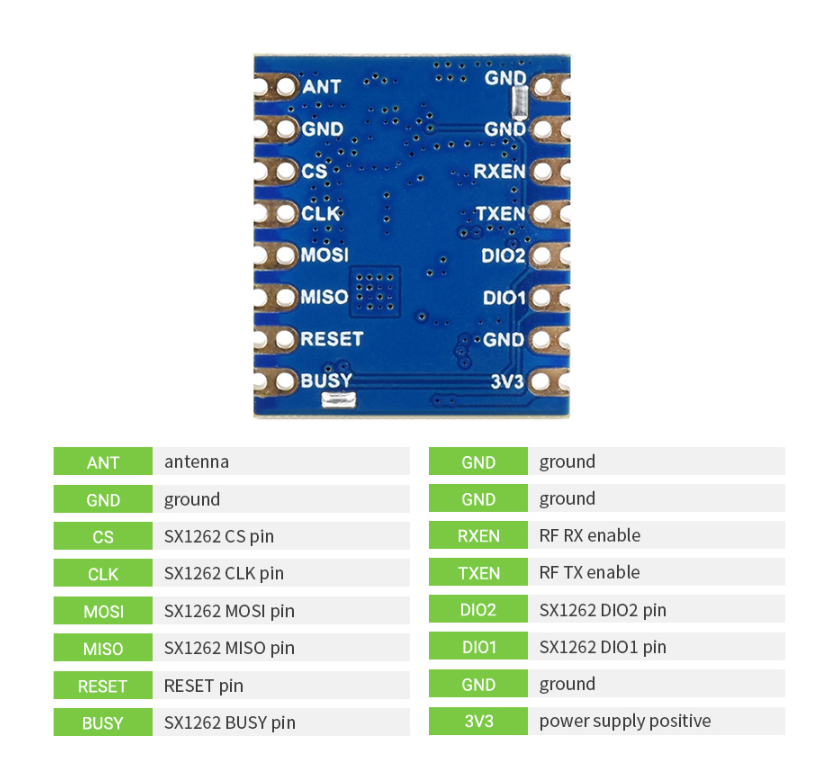 ANT GND
GND GND
CS RXEN
CLK TXEN
MOSI DIO2
MISO DIO1
RESET GND
BUSY 3V3
ANT antenna
GND ground
CS SX1262 CS pin
CLK SX1262 CLK pin
MOSI SX1262 MOSI pin
MISO SX1262 MISO pin
RESET RESET pin
BUSY SX1262 BUSY pin
GND ground
GND ground
RXEN RF RX enable
TXEN RF TX enable
DIO2 SX1262 DIO2 pin
DIO1 SX1262 DIO1 pin
GND ground
3V3 power supply positive